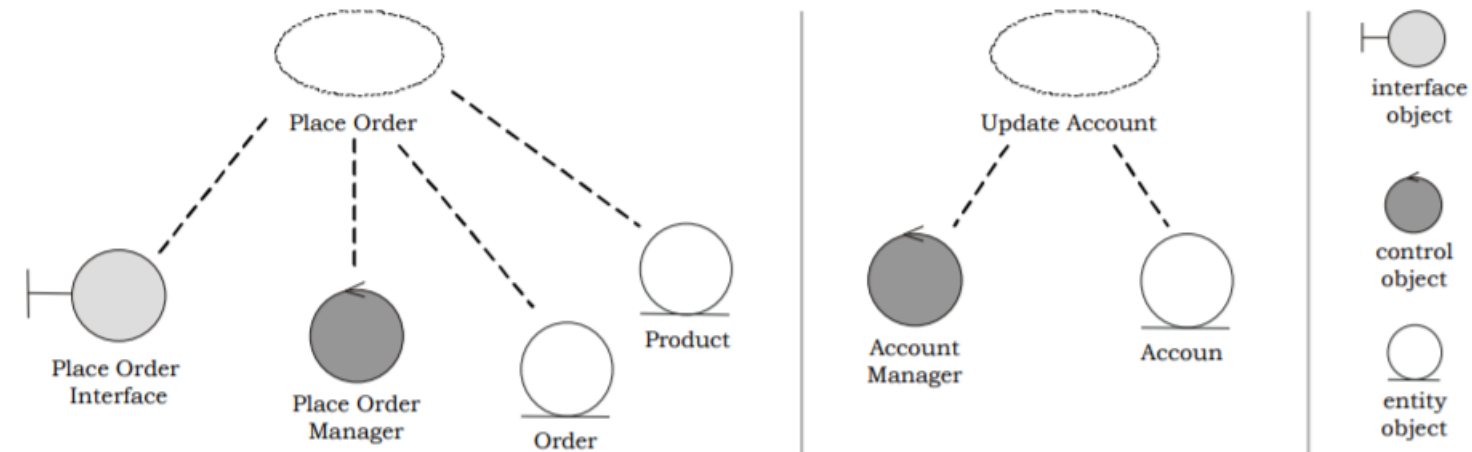 Place Order
Place Order
Interface
Place Order
Manager
Order
Product
Update Account
Account
Manager
Accoun
interface
object
control
object
entity
object